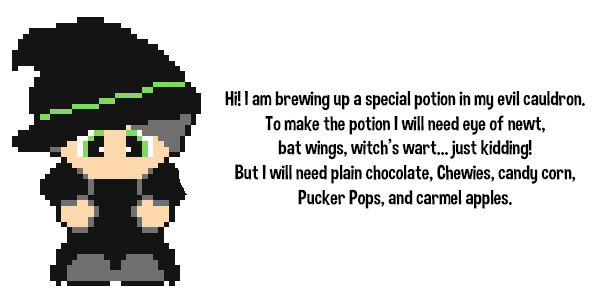 Hi! I am brewing up a special potion in my evil cauldron.
To make the potion I will need eye of newt,
bat wings, witch's wart... just kidding!
But I will need plain chocolate, Chewies, candy corn,
Pucker Pops, and carmel apples.